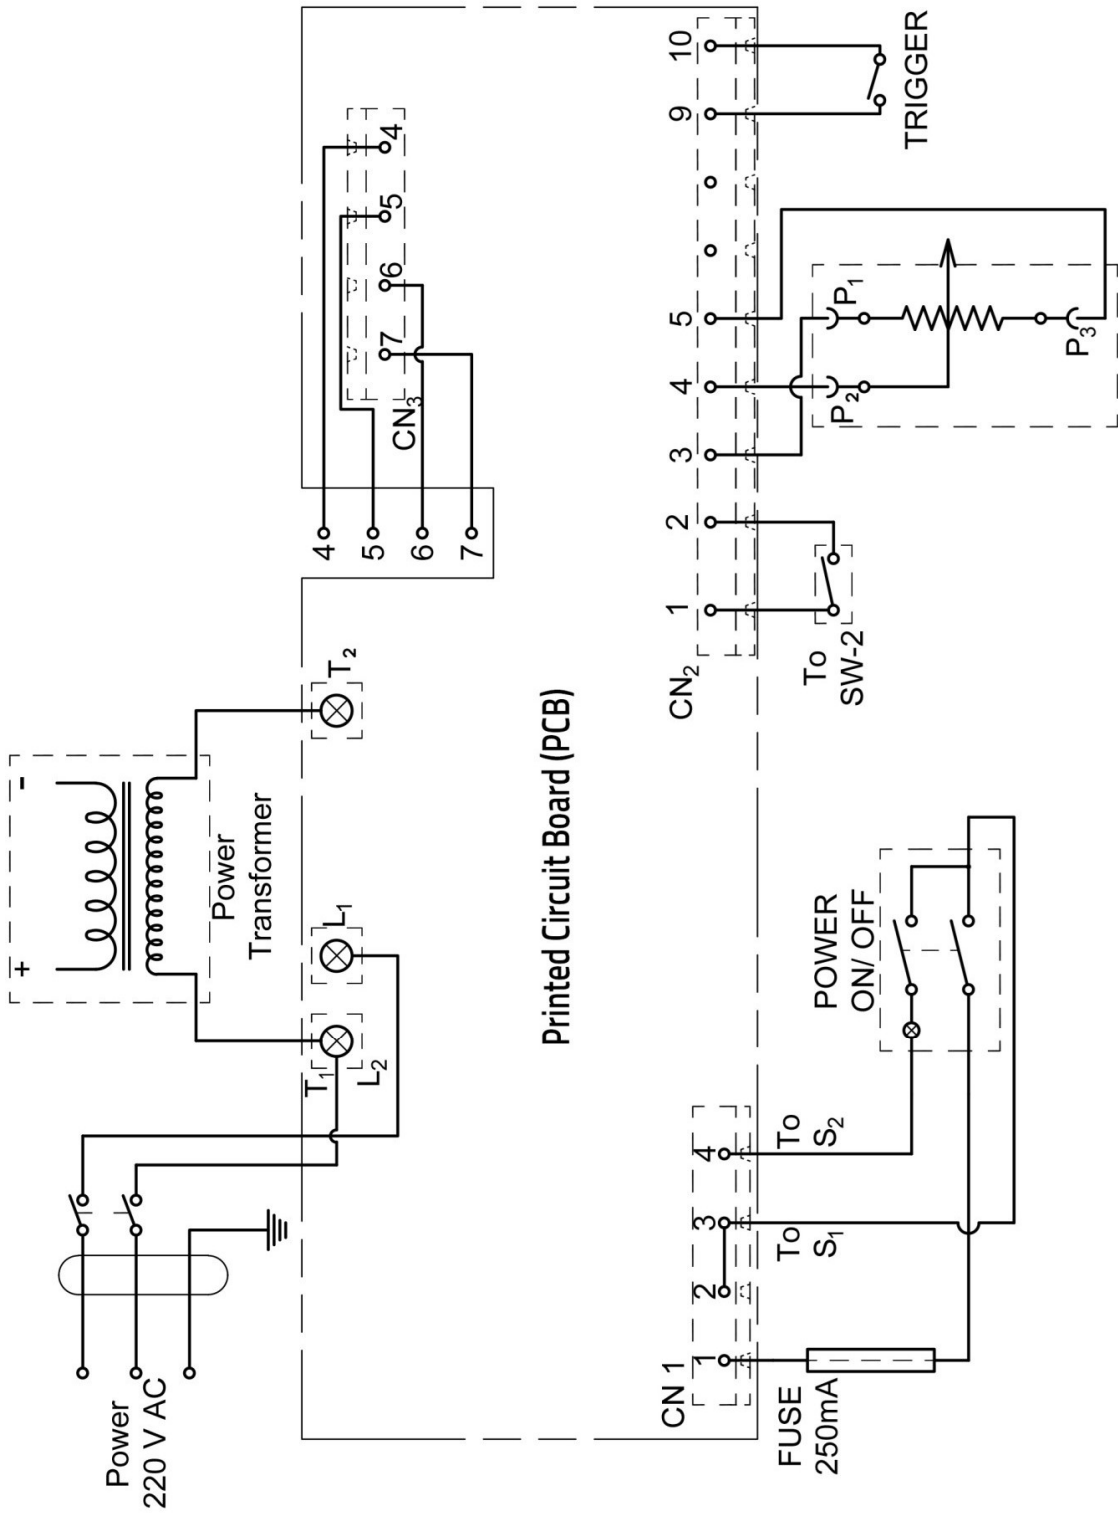 Power
220 V AC
+
-
Power
Transformer
T1
L2
L1
T2
4
5
6
7
CN3
7
6
5
4
Printed Circuit Board (PCB)
CN 1
1
2
3
4
FUSE
250mA
To
S1
To
S2
POWER
ON/ OFF
CN2
1
2
3
4
5
9
10
To
SW-2
P2
P1
P3
TRIGGER